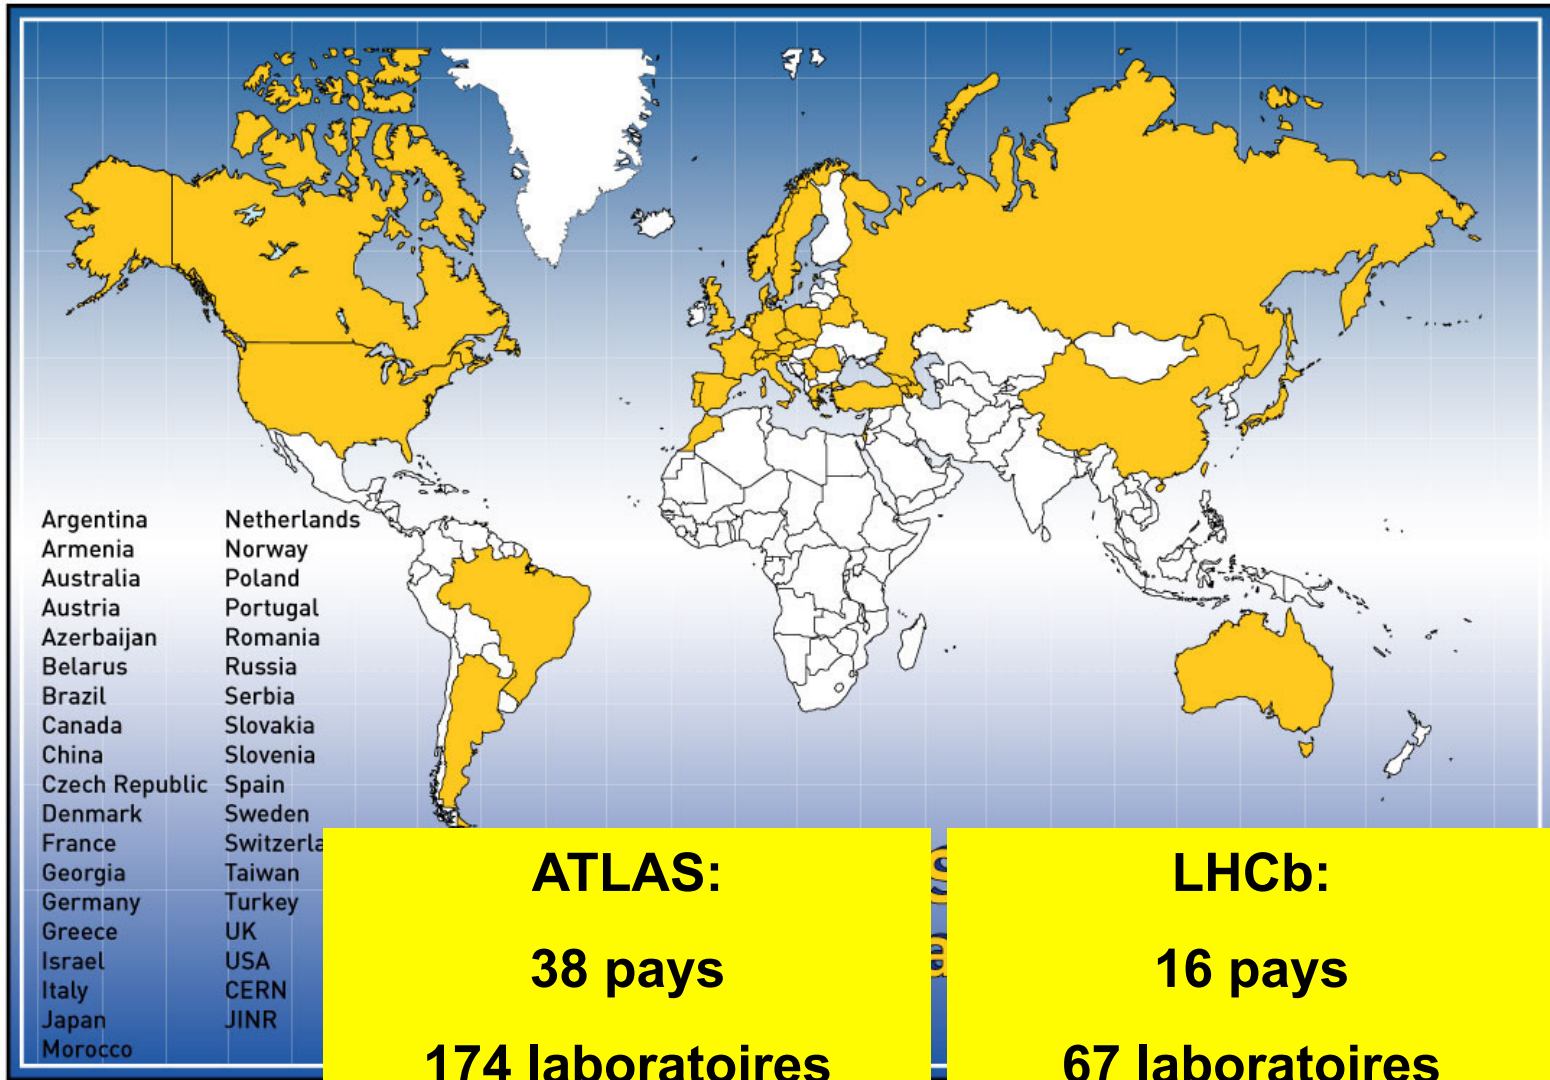 Argentina
Armenia
Australia
Austria
Azerbaijan
Belarus
Brazil
Canada
China
Czech Republic
Denmark
France
Georgia
Germany
Greece
Israel
Italy
Japan
Morocco
Netherlands
Norway
Poland
Portugal
Romania
Russia
Serbia
Slovakia
Slovenia
Spain
Sweden
Switzerla
Taiwan
Turkey
UK
USA
CERN
JINR
ATLAS:
38 pays
174 laboratoires
LHCb:
16 pays
67 laboratoires